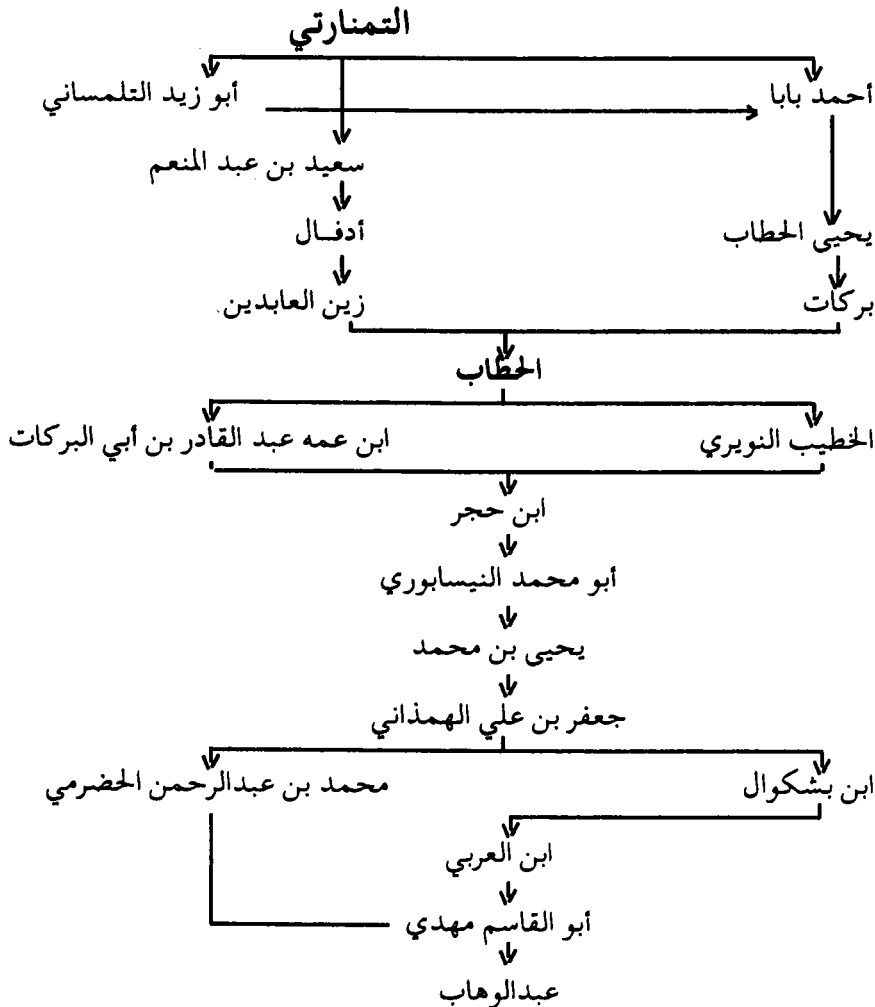 التمنارتي
أحمد بابا أبو زيد التلمساني
سعيد بن عبد المنعم
يحيى الحطاب أدفـال
بركات زين العابدين
الحطاب
الخطيب النويري ابن عمه عبد القادر بن أبي البركات
ابن حجر
أبو محمد النيسابوري
يحيى بن محمد
جعفر بن علي الهمذاني
ابن بشكوال محمد بن عبدالرحمن الحضرمي
ابن العربي
أبو القاسم مهدي
عبدالوهاب